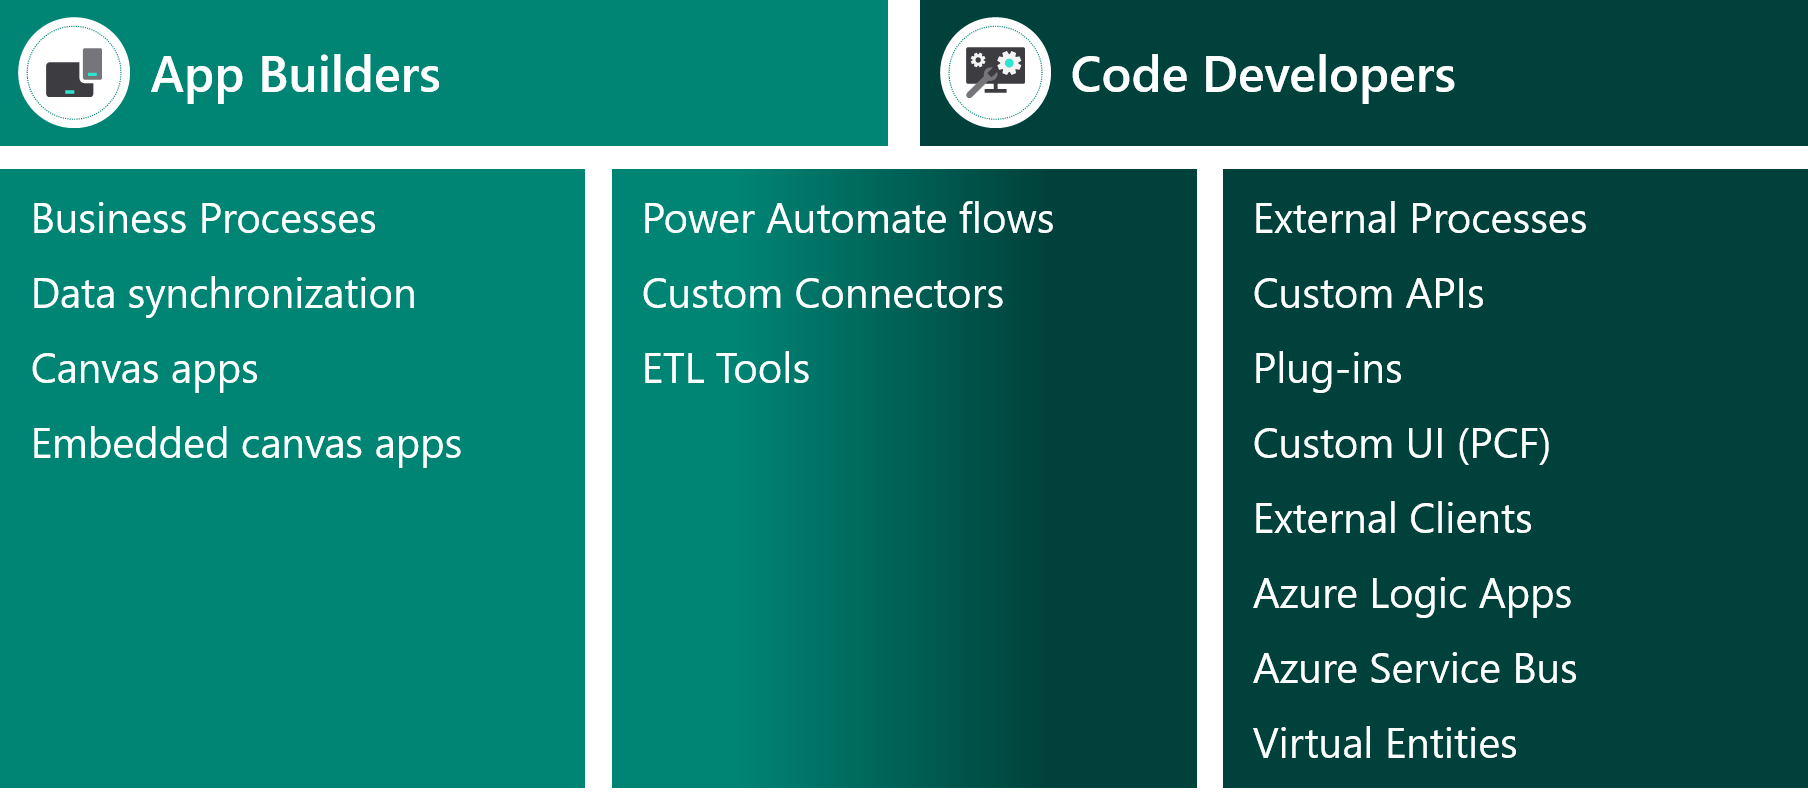 App Builders
Code Developers
Business Processes
Data synchronization
Canvas apps
Embedded canvas apps
Power Automate flows
Custom Connectors
ETL Tools
External Processes
Custom APIs
Plug-ins
Custom UI (PCF)
External Clients
Azure Logic Apps
Azure Service Bus
Virtual Entities